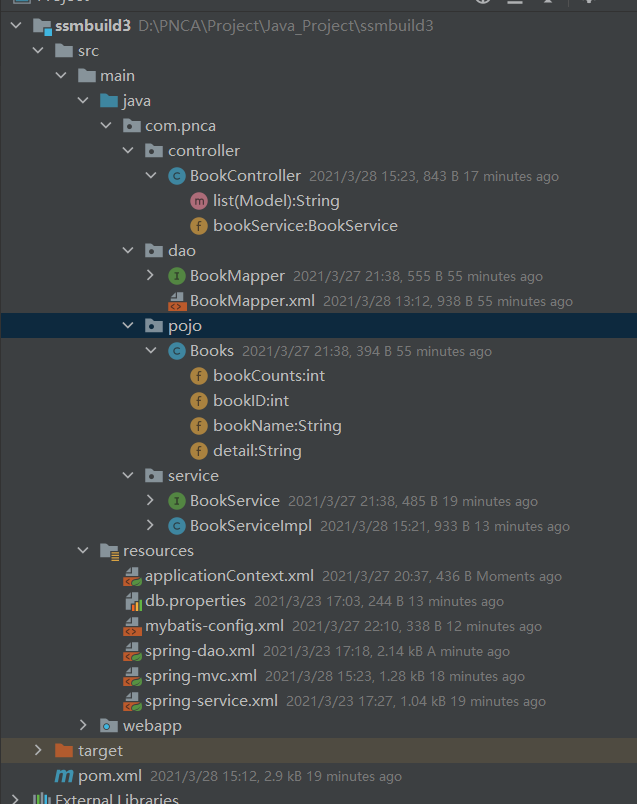 ssmbuild3 D:\PNCA\Project\Java_Project\ssmbuild3
src
main
java
com.pnca
controller
BookController 2021/3/28 15:23, 843 B 17 minutes ago
m list(Model):String
f bookService:BookService
dao
I BookMapper 2021/3/27 21:38, 555 B 55 minutes ago
BookMapper.xml 2021/3/28 13:12, 938 B 55 minutes ago
pojo
C Books 2021/3/27 21:38, 394 B 55 minutes ago
f bookCounts:int
f bookID:int
f bookName:String
f detail:String
service
I BookService 2021/3/27 21:38, 485 B 19 minutes ago
C BookServiceImpl 2021/3/28 15:21, 933 B 13 minutes ago
resources
applicationContext.xml 2021/3/27 20:37, 436 B Moments ago
db.properties 2021/3/23 17:03, 244 B 13 minutes ago
mybatis-config.xml 2021/3/27 22:10, 338 B 12 minutes ago
spring-dao.xml 2021/3/23 17:18, 2.14 kB A minute ago
spring-mvc.xml 2021/3/28 15:23, 1.28 kB 18 minutes ago
spring-service.xml 2021/3/23 17:27, 1.04 kB 19 minutes ago
webapp
target
m pom.xml 2021/3/28 15:12, 2.9 kB 19 minutes ago
External Libraries